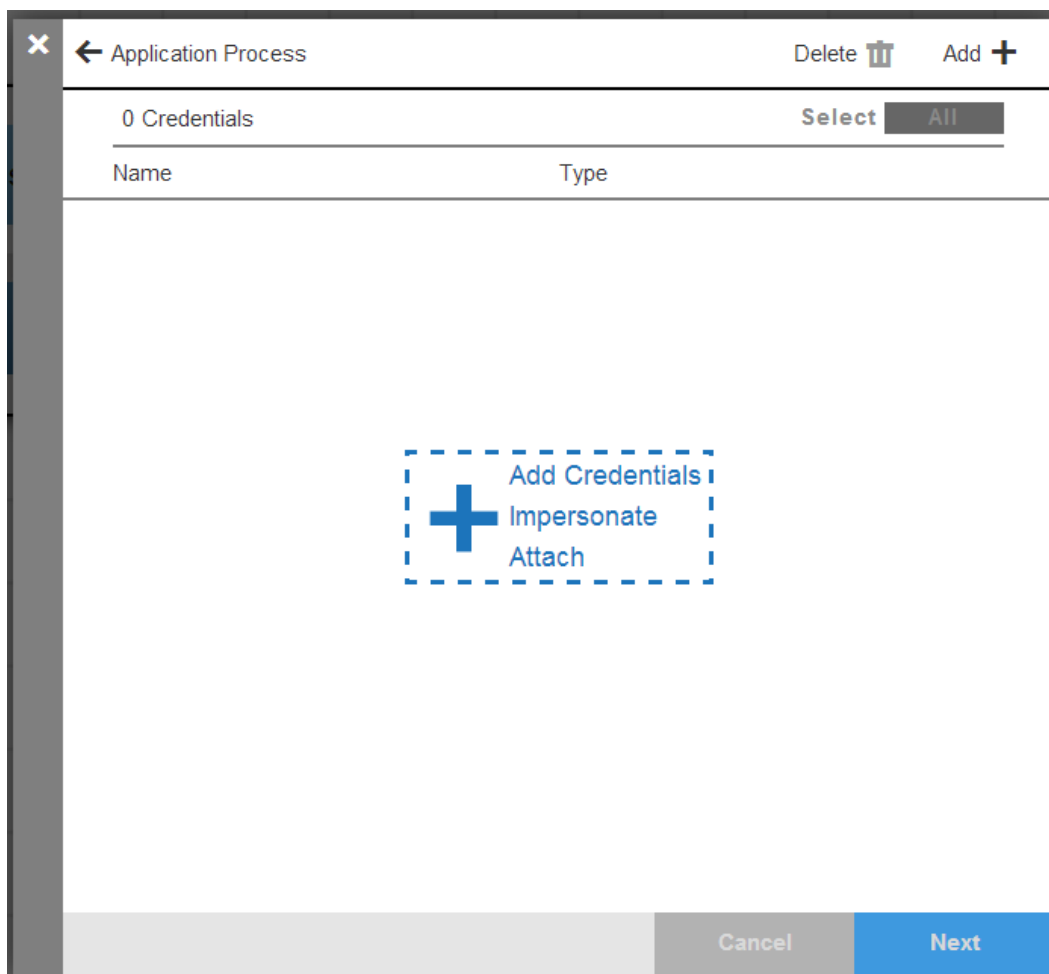 Application Process Delete Add
0 Credentials Select All
Name Type
Add Credentials
Impersonate
Attach
Cancel Next